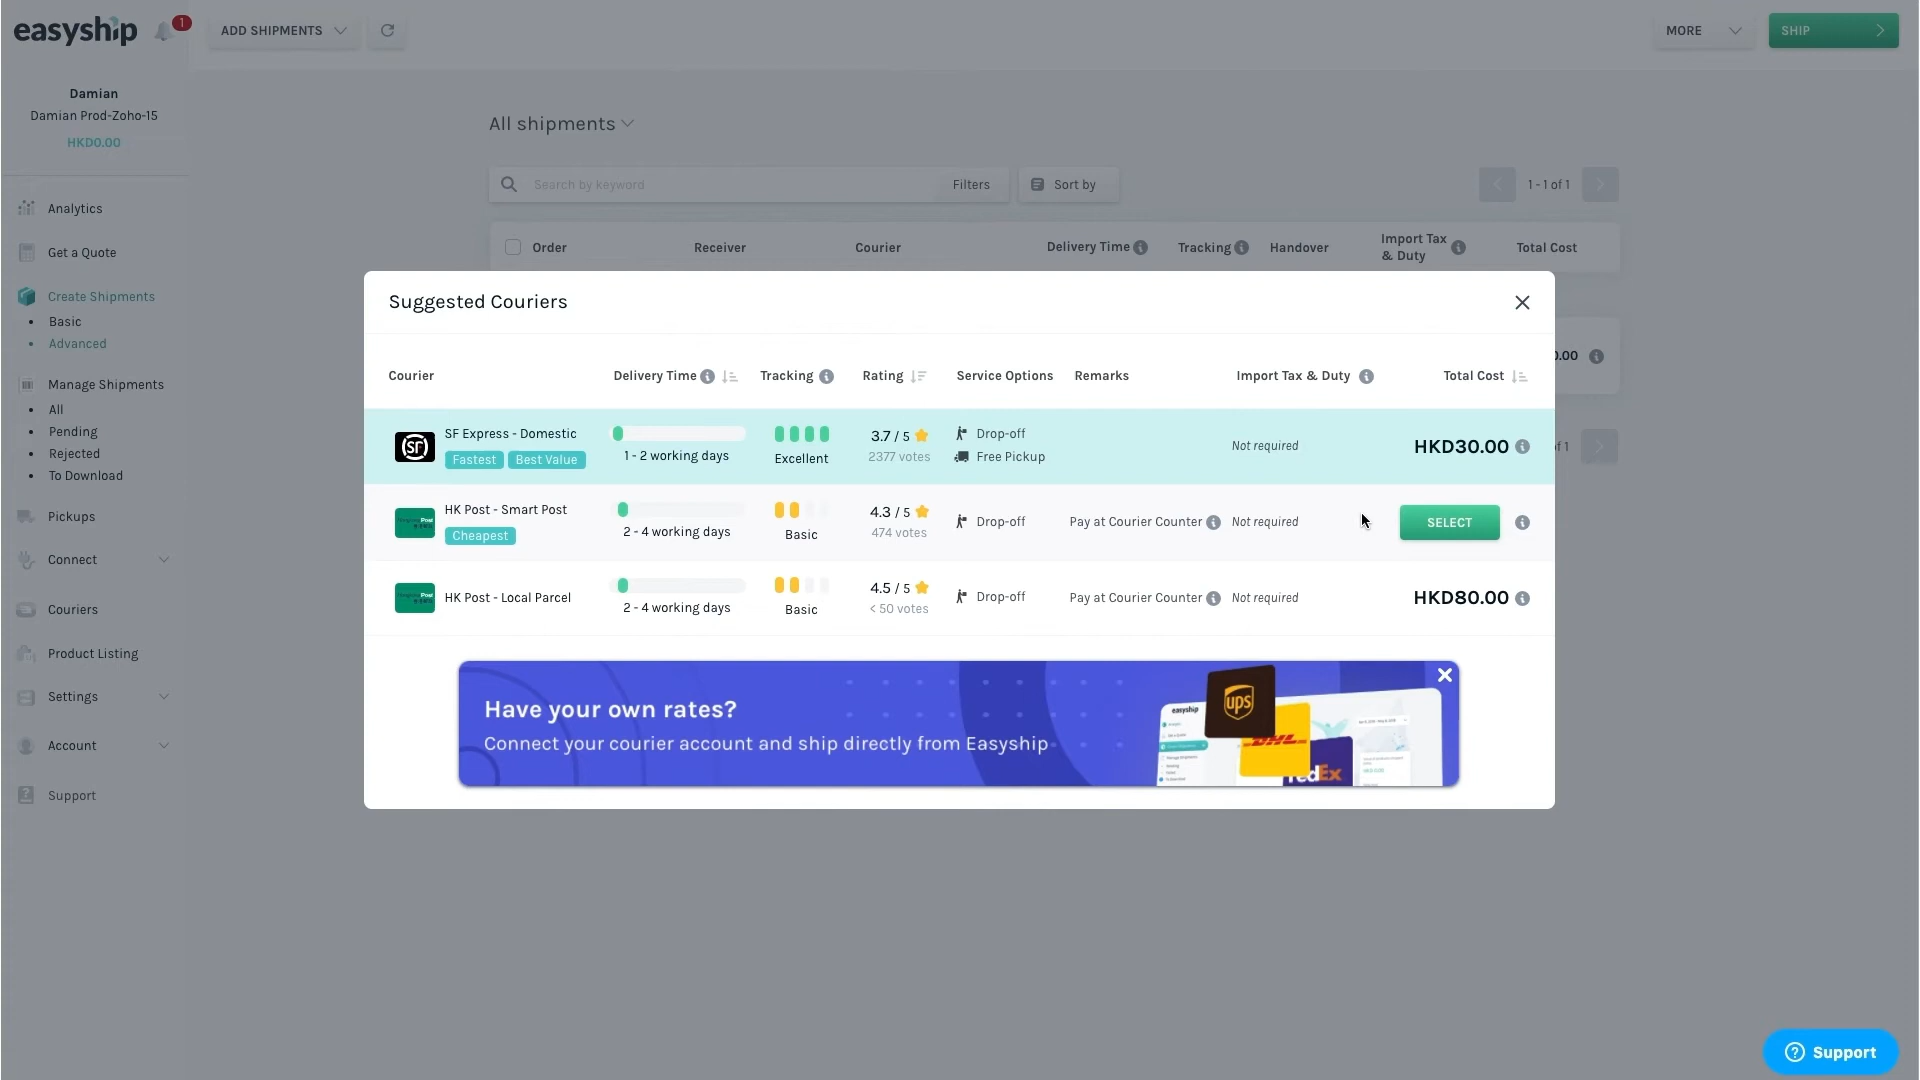 easyship
1
ADD SHIPMENTS
MORE
SHIP
Damian
Damian Prod-Zoho-15
HKD0.00
All shipments
Search by keyword
Filters
Sort by
1 - 1 of 1
Order
Receiver
Courier
Delivery Time
Tracking
Handover
Import Tax
& Duty
Total Cost
Analytics
Get a Quote
Create Shipments
Basic
Advanced
Manage Shipments
All
Pending
Rejected
To Download
Pickups
Connect
Couriers
Product Listing
Settings
Account
Support
Suggested Couriers
Courier
Delivery Time
Tracking
Rating
Service Options
Remarks
Import Tax & Duty
Total Cost
SF
SF Express - Domestic
Fastest
Best Value
1 - 2 working days
Excellent
3.7 / 5
2377 votes
Drop-off
Free Pickup
Not required
HKD30.00
HK Post - Smart Post
Cheapest
2 - 4 working days
Basic
4.3 / 5
474 votes
Drop-off
Pay at Courier Counter
Not required
SELECT
HK Post - Local Parcel
2 - 4 working days
Basic
4.5 / 5
< 50 votes
Drop-off
Pay at Courier Counter
Not required
HKD80.00
0.00
of 1
Have your own rates?
Connect your courier account and ship directly from Easyship
easyship
ups
DHL
FedEx
Support